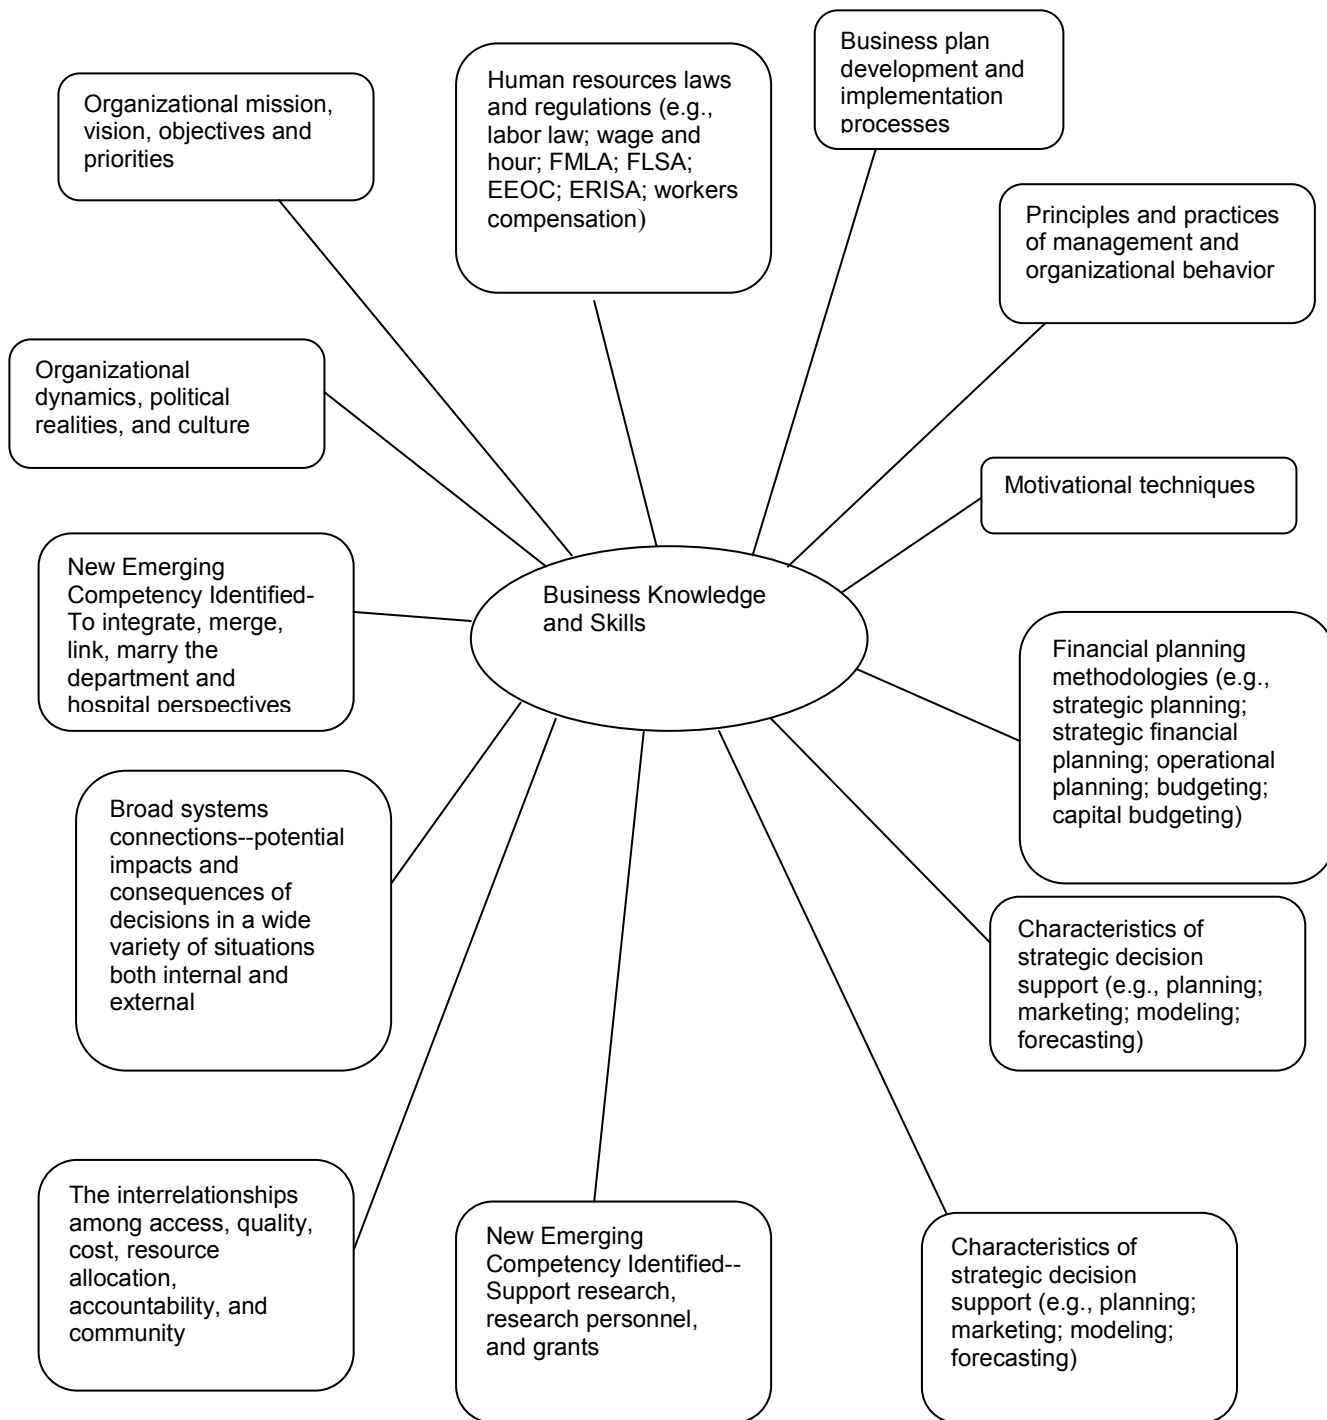 Business plan
development and
implementation
processes
Human resources laws
and regulations (e.g.,
labor law; wage and
hour; FMLA; FLSA;
EEOC; ERISA; workers
compensation)
Organizational mission,
vision, objectives and
priorities
Principles and practices
of management and
organizational behavior
Organizational
dynamics, political
realities, and culture
Motivational techniques
New Emerging
Competency Identified-
To integrate, merge,
link, marry the
department and
hospital perspectives
Business Knowledge
and Skills
Financial planning
methodologies (e.g.,
strategic planning;
strategic financial
planning; operational
planning; budgeting;
capital budgeting)
Broad systems
connections--potential
impacts and
consequences of
decisions in a wide
variety of situations
both internal and
external
Characteristics of
strategic decision
support (e.g., planning;
marketing; modeling;
forecasting)
The interrelationships
among access, quality,
cost, resource
allocation,
accountability, and
community
New Emerging
Competency Identified--
Support research,
research personnel,
and grants
Characteristics of
strategic decision
support (e.g., planning;
marketing; modeling;
forecasting)